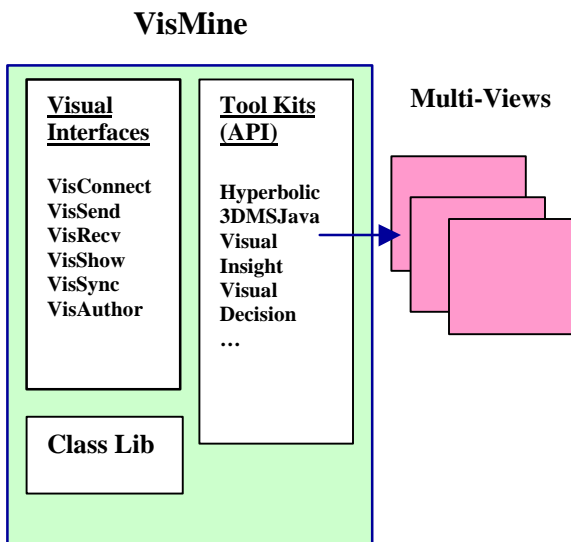 VisMine
Visual
Interfaces
VisConnect
VisSend
VisRecv
VisShow
VisSync
VisAuthor
Tool Kits
(API)
Hyperbolic
3DMSJava
Visual
Insight
Visual
Decision
…
Class Lib
Multi-Views